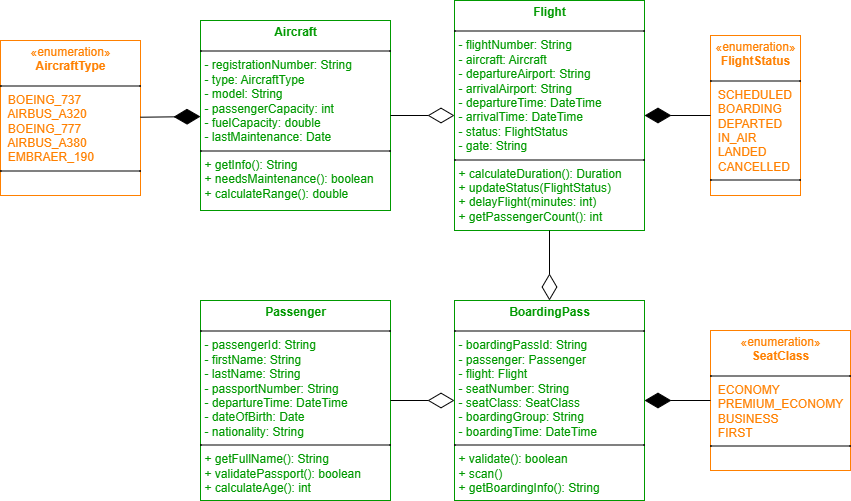 «enumeration»
AircraftType
BOEING_737
AIRBUS_A320
BOEING_777
AIRBUS_A380
EMBRAER_190
Aircraft
- registrationNumber: String
- type: AircraftType
- model: String
- passengerCapacity: int
- fuelCapacity: double
- lastMaintenance: Date
+ getInfo(): String
+ needsMaintenance(): boolean
+ calculateRange(): double
Flight
- flightNumber: String
- aircraft: Aircraft
- departureAirport: String
- arrivalAirport: String
- departureTime: DateTime
- arrivalTime: DateTime
- status: FlightStatus
- gate: String
+ calculateDuration(): Duration
+ updateStatus(FlightStatus)
+ delayFlight(minutes: int)
+ getPassengerCount(): int
«enumeration»
FlightStatus
SCHEDULED
BOARDING
DEPARTED
IN_AIR
LANDED
CANCELLED
Passenger
- passengerId: String
- firstName: String
- lastName: String
- passportNumber: String
- departureTime: DateTime
- dateOfBirth: Date
- nationality: String
+ getFullName(): String
+ validatePassport(): boolean
+ calculateAge(): int
BoardingPass
- boardingPassId: String
- passenger: Passenger
- flight: Flight
- seatNumber: String
- seatClass: SeatClass
- boardingGroup: String
- boardingTime: DateTime
+ validate(): boolean
+ scan()
+ getBoardingInfo(): String
«enumeration»
SeatClass
ECONOMY
PREMIUM_ECONOMY
BUSINESS
FIRST